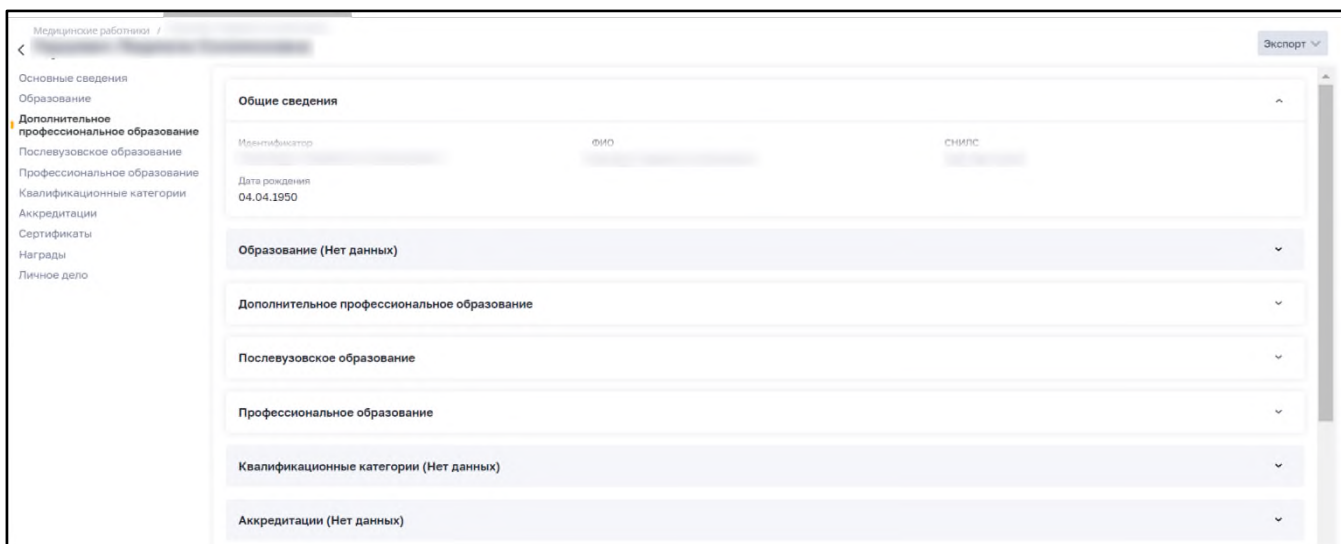 Медицинские работники /
Экспорт
Основные сведения
Образование
Дополнительное
профессиональное образование
Послевузовское образование
Профессиональное образование
Квалификационные категории
Аккредитации
Сертификаты
Награды
Личное дело
Общие сведения
Идентификатор
ФИО
СНИЛС
Дата рождения
04.04.1950
Образование (Нет данных)
Дополнительное профессиональное образование
Послевузовское образование
Профессиональное образование
Квалификационные категории (Нет данных)
Аккредитации (Нет данных)